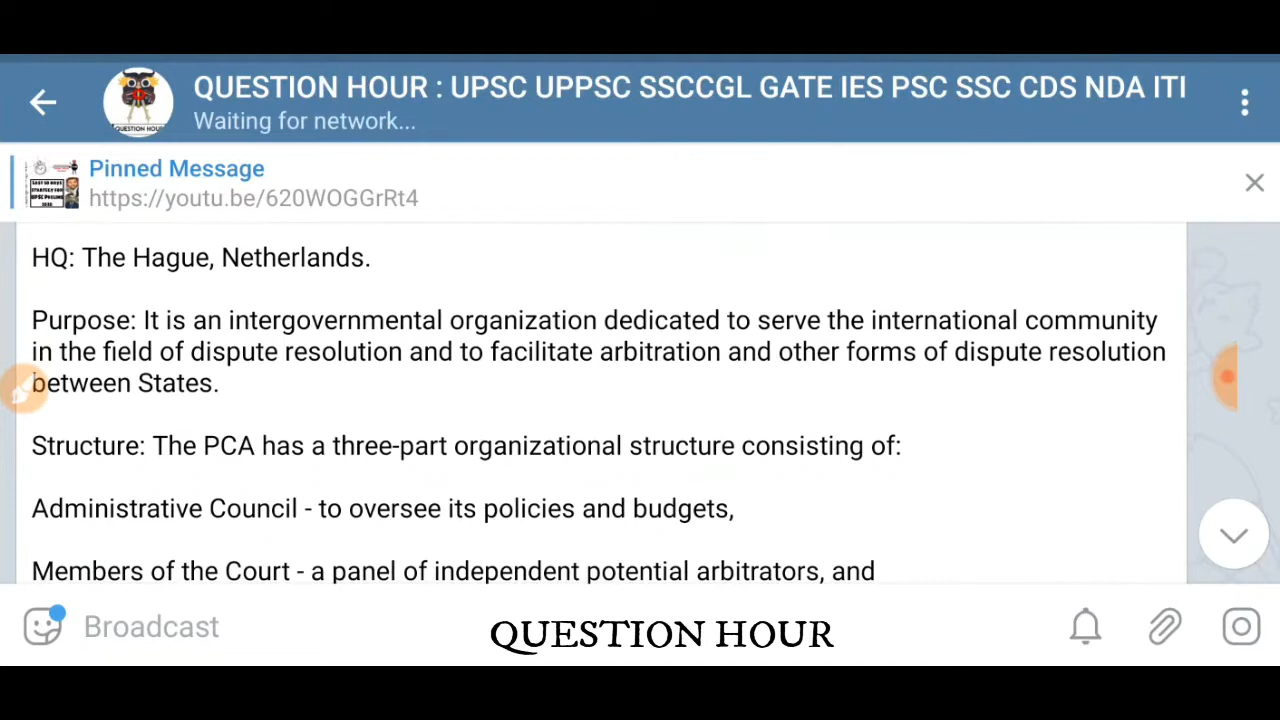 QUESTION HOUR : UPSC UPPSC SSCCGL GATE IES PSC SSC CDS NDA ITI
Waiting for network...
QUESTION HOUR
Pinned Message
https://youtu.be/620WOGGrRt4
HQ: The Hague, Netherlands.
Purpose: It is an intergovernmental organization dedicated to serve the international community
in the field of dispute resolution and to facilitate arbitration and other forms of dispute resolution
between States.
Structure: The PCA has a three-part organizational structure consisting of:
Administrative Council - to oversee its policies and budgets,
Members of the Court - a panel of independent potential arbitrators, and
Broadcast
QUESTION HOUR